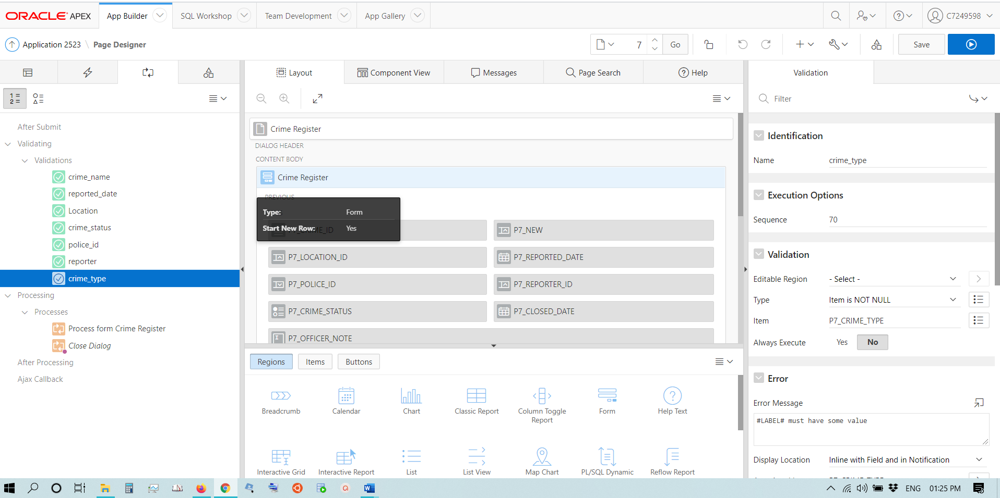 ORACLE APEX
App Builder
SQL Workshop
Team Development
App Gallery
C7249598
Application 2523 \ Page Designer
7
Go
Save
Layout
Component View
Messages
Page Search
Help
Validation
Filter
After Submit
Validating
Validations
crime_name
reported_date
Location
crime_status
police_id
reporter
crime_type
Processing
Processes
Process form Crime Register
Close Dialog
After Processing
Ajax Callback
Crime Register
DIALOG HEADER
CONTENT BODY
Crime Register
PREVIOUS
Type: Form
Start New Row: Yes
P7_CRIME_ID
P7_NEW
P7_LOCATION_ID
P7_REPORTED_DATE
P7_POLICE_ID
P7_REPORTER_ID
P7_CRIME_STATUS
P7_CLOSED_DATE
P7_OFFICER_NOTE
Regions
Items
Buttons
Breadcrumb
Calendar
Chart
Classic Report
Column Toggle
Report
Form
Help Text
Interactive Grid
Interactive Report
List
List View
Map Chart
PL/SQL Dynamic
Reflow Report
Identification
Name crime_type
Execution Options
Sequence 70
Validation
Editable Region - Select -
Type Item is NOT NULL
Item P7_CRIME_TYPE
Always Execute Yes No
Error
Error Message
#LABEL# must have some value
Display Location Inline with Field and in Notification
ENG
01:25 PM